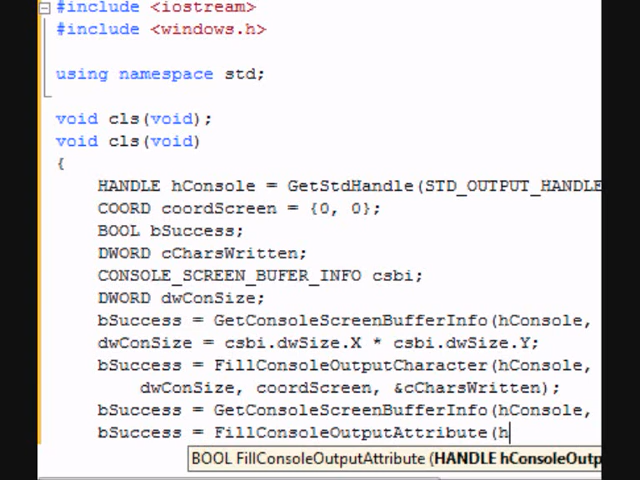 #include <iostream>
#include <windows.h>
using namespace std;
void cls(void);
void cls(void)
{
HANDLE hConsole = GetStdHandle(STD_OUTPUT_HANDLE
COORD coordScreen = {0, 0};
BOOL bSuccess;
DWORD cCharsWritten;
CONSOLE_SCREEN_BUFER_INFO csbi;
DWORD dwConSize;
bSuccess = GetConsoleScreenBufferInfo(hConsole,
dwConSize = csbi.dwSize.X * csbi.dwSize.Y;
bSuccess = FillConsoleOutputCharacter(hConsole,
dwConSize, coordScreen, &cCharsWritten);
bSuccess = GetConsoleScreenBufferInfo(hConsole,
bSuccess = FillConsoleOutputAttribute(h
BOOL FillConsoleOutputAttribute (HANDLE hConsoleOutp